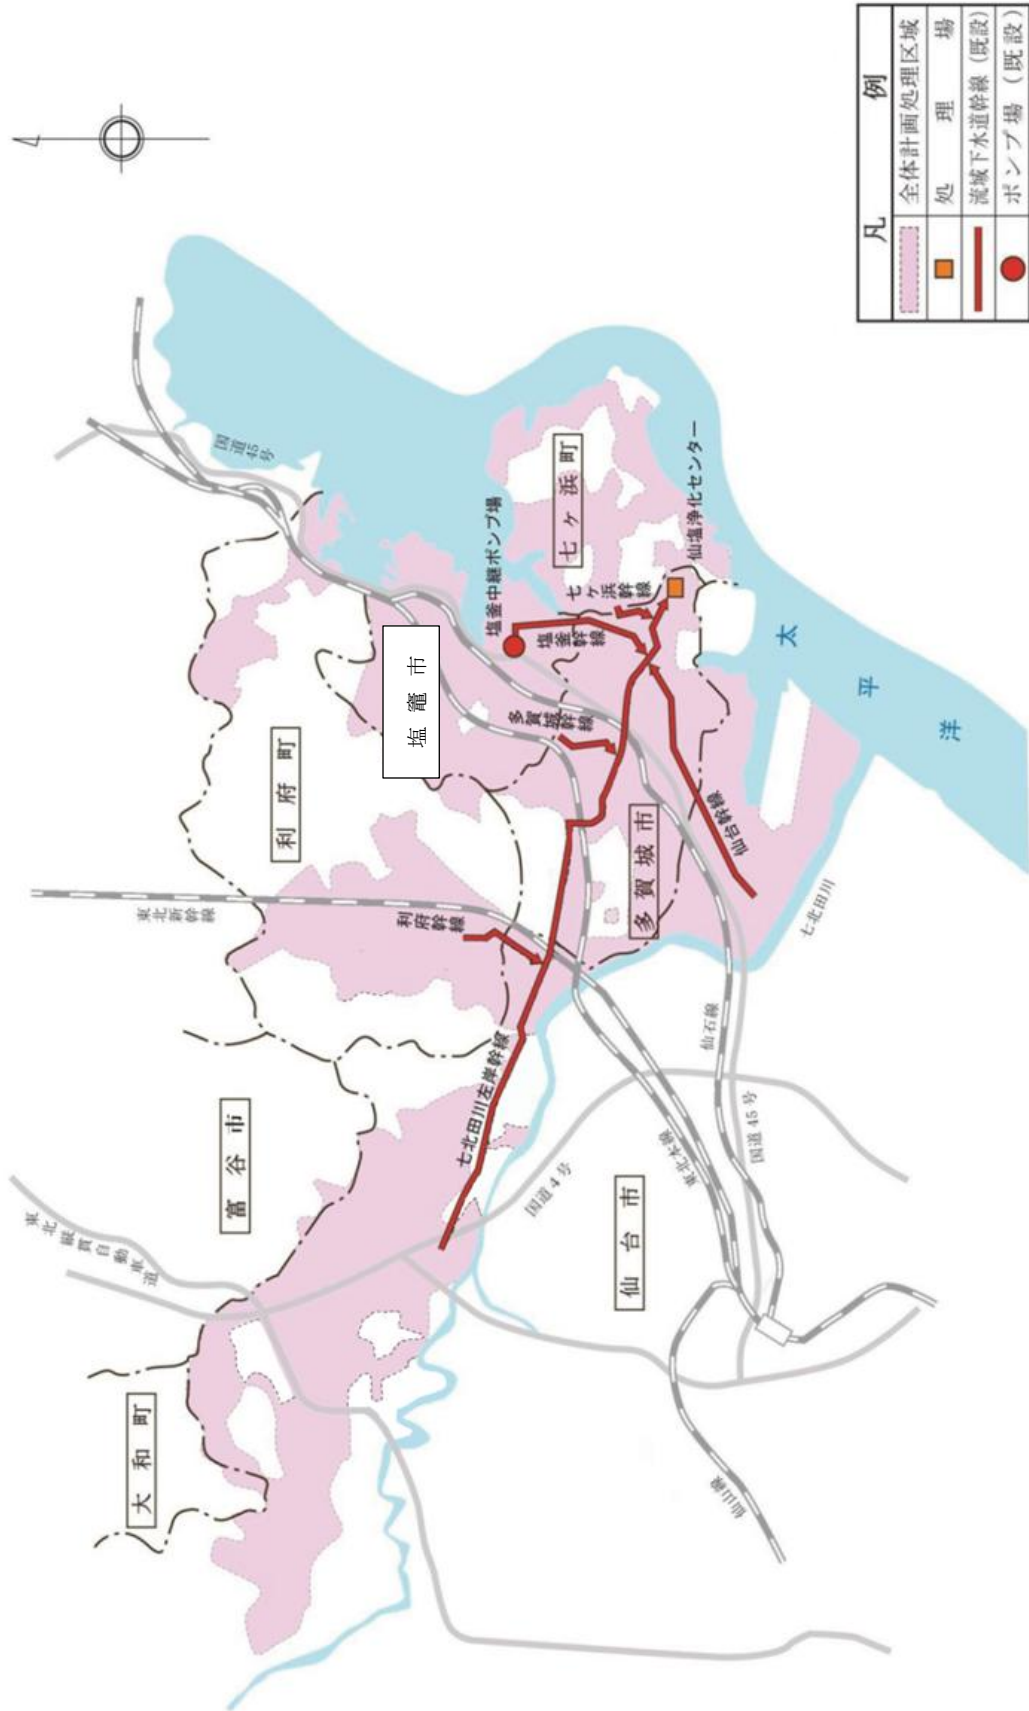 凡例
全体計画処理区域
処理場
流域下水道幹線（既設）
ポンプ場（既設）
大和町
富谷市
利府町
塩竈市
七ヶ浜町
多賀城市
仙台市
東北縦貫自動車道
東北新幹線
国道45号
利府幹線
多賀城幹線
塩釜幹線
七ヶ浜幹線
塩釜中継ポンプ場
仙塩浄化センター
七北田川左岸幹線
仙台幹線
国道4号
東北本線
仙石線
国道45号
仙山線
七北田川
太平洋